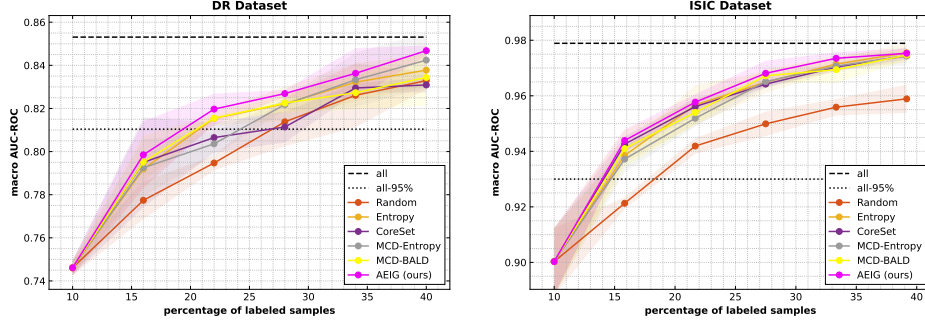 DR Dataset
macro AUC-ROC
0.86
0.84
0.82
0.80
0.78
0.76
0.74
10 15 20 25 30 35 40
percentage of labeled samples
all
all-95%
Random
Entropy
CoreSet
MCD-Entropy
MCD-BALD
AEIG (ours)
ISIC Dataset
macro AUC-ROC
0.98
0.96
0.94
0.92
0.90
10 15 20 25 30 35 40
percentage of labeled samples
all
all-95%
Random
Entropy
CoreSet
MCD-Entropy
MCD-BALD
AEIG (ours)